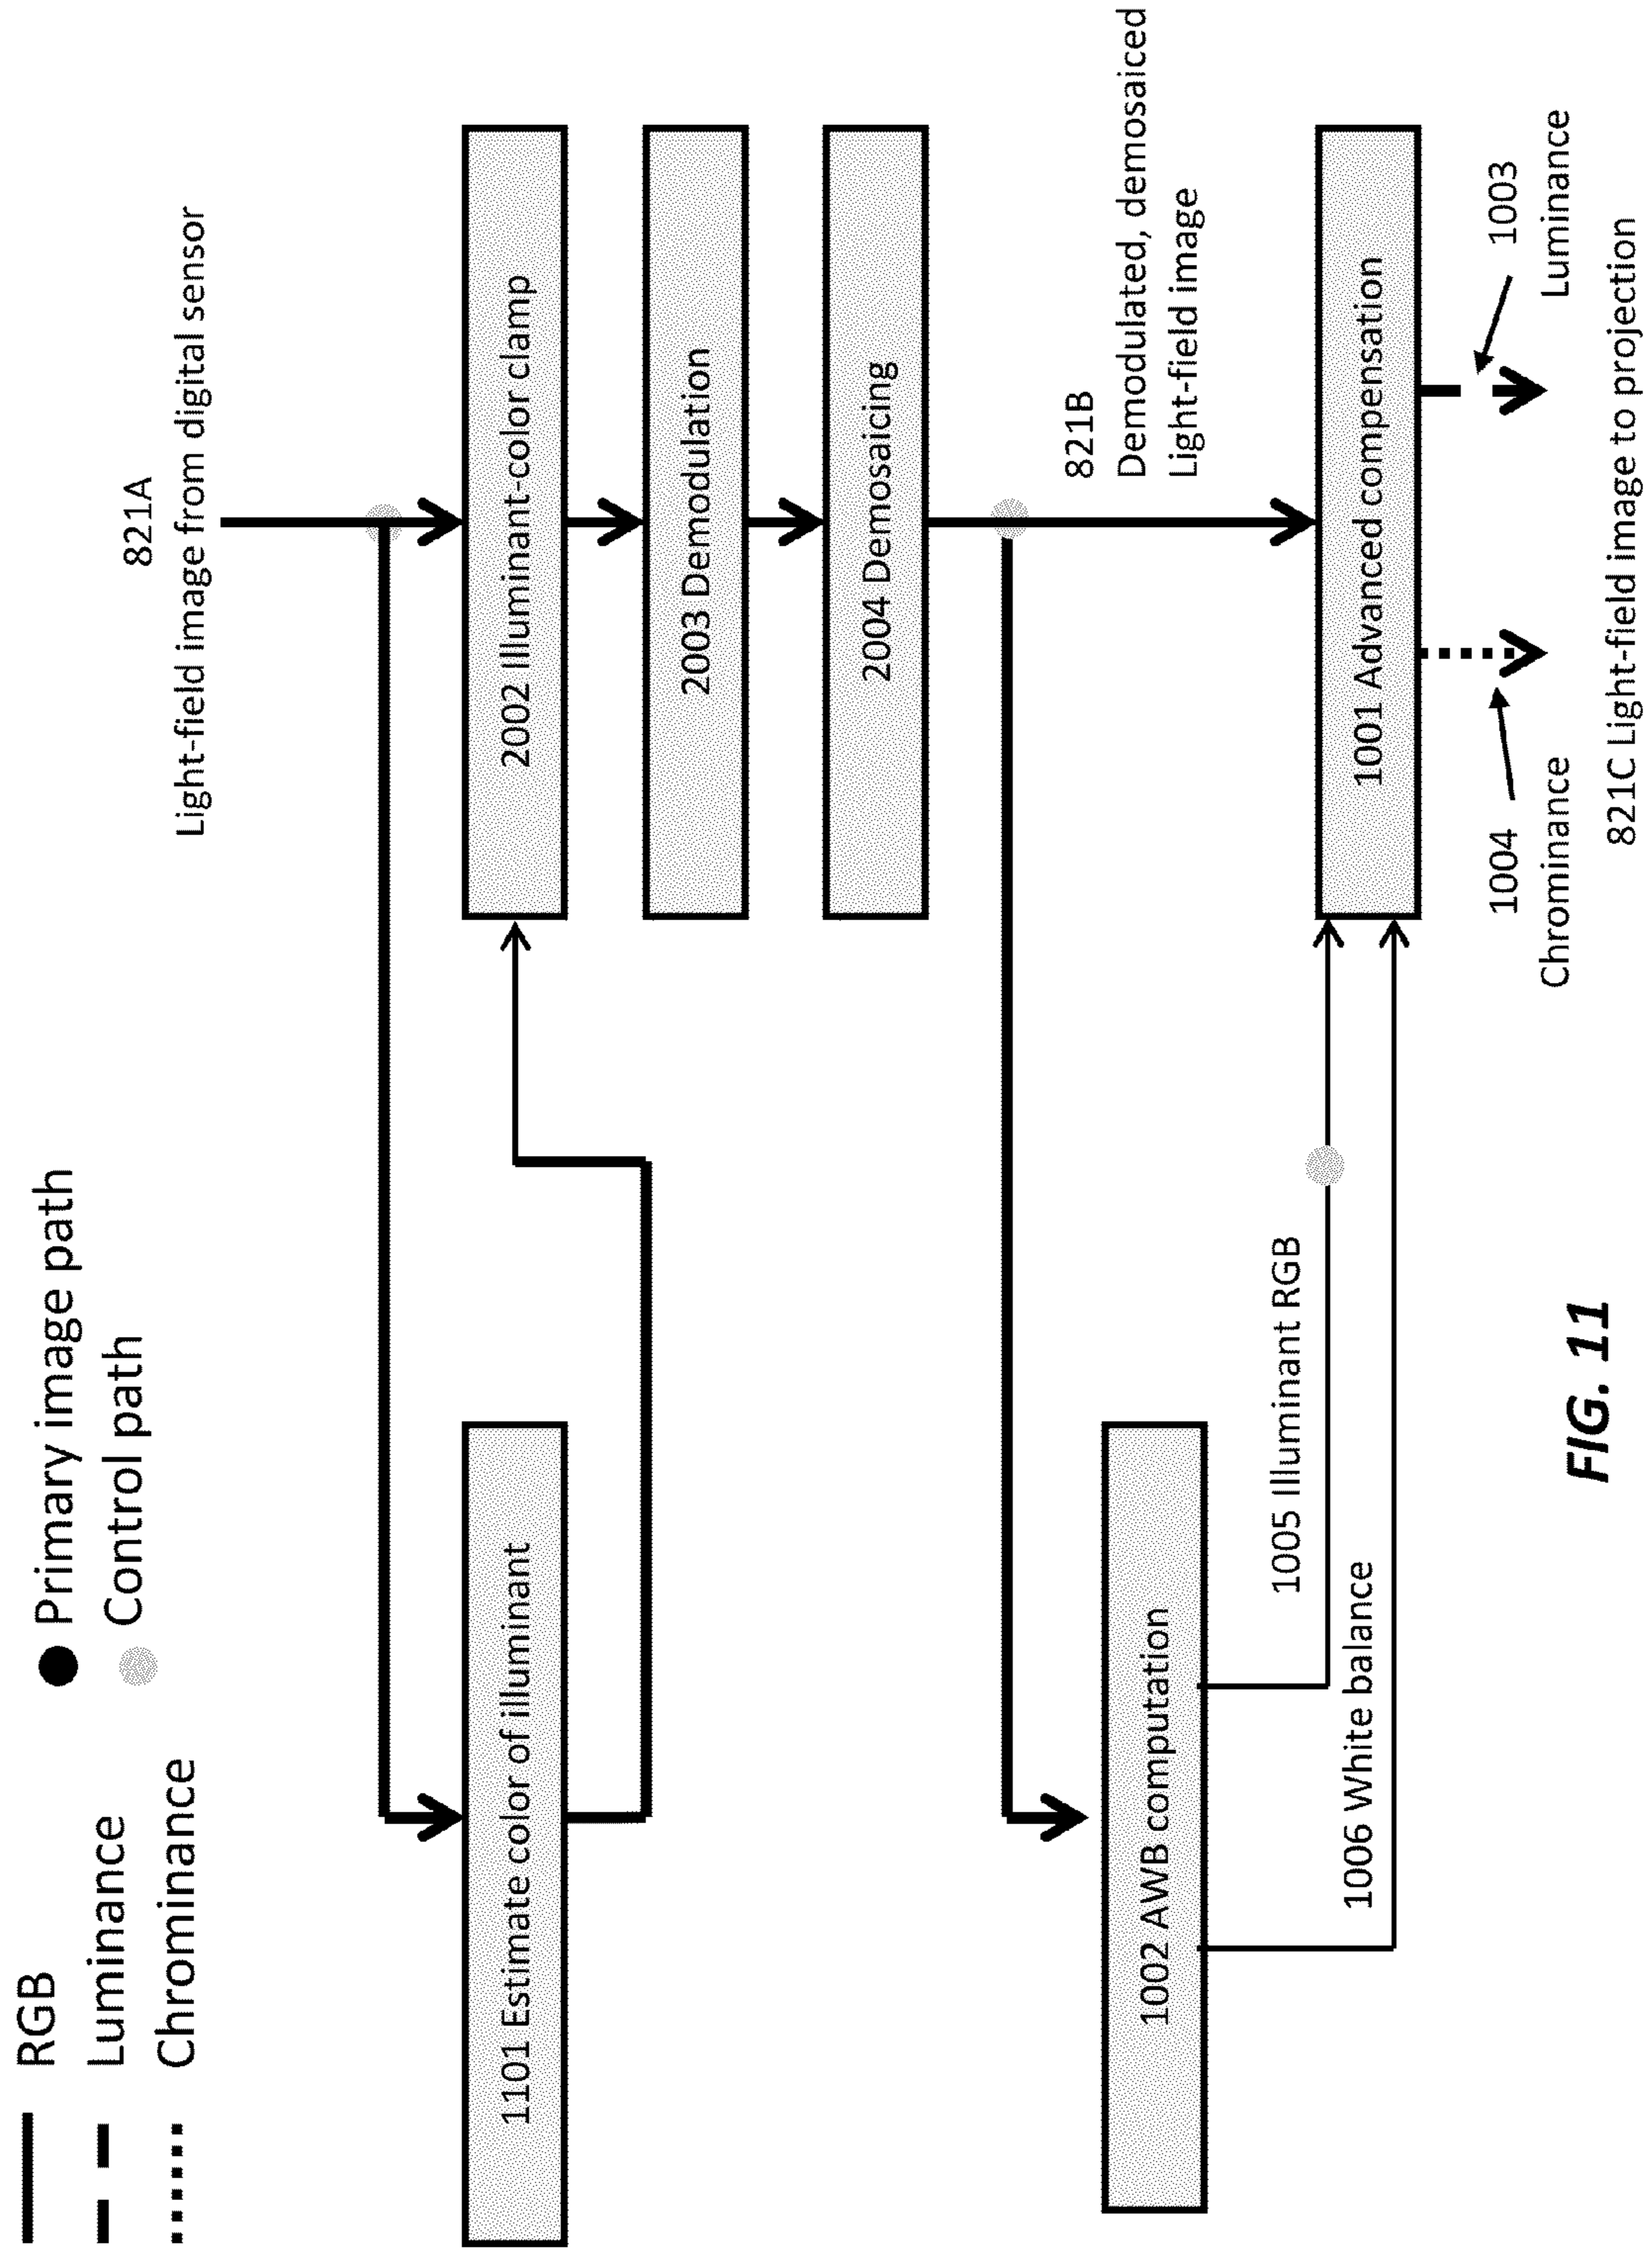 RGB
Luminance
Chrominance
Primary image path
Control path
821A
Light-field image from digital sensor
1101 Estimate color of illuminant
2002 Illuminant-color clamp
2003 Demodulation
2004 Demosaicing
821B
Demodulated, demosaiced
Light-field image
1002 AWB computation
1005 Illuminant RGB
1006 White balance
1001 Advanced compensation
1004
Chrominance
1003
Luminance
821C Light-field image to projection
FIG. 11